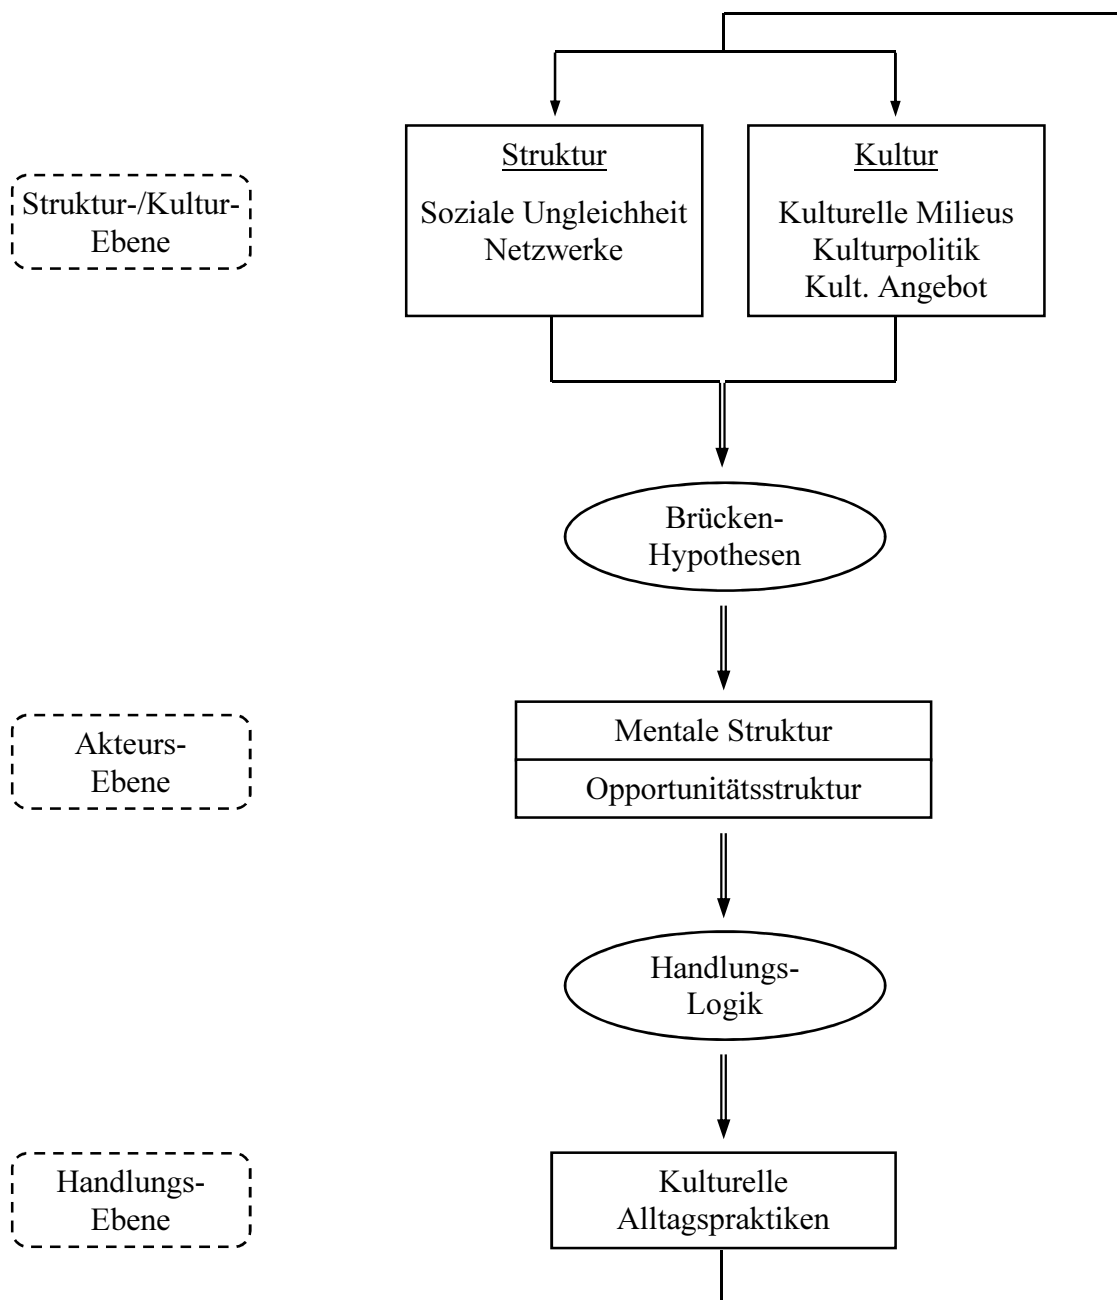 Struktur
Soziale Ungleichheit
Netzwerke
Kultur
Kulturelle Milieus
Kulturpolitik
Kult. Angebot
Struktur-/Kultur-
Ebene
Brücken-
Hypothesen
Akteurs-
Ebene
Mentale Struktur
Opportunitätsstruktur
Handlungs-
Logik
Handlungs-
Ebene
Kulturelle
Alltagspraktiken